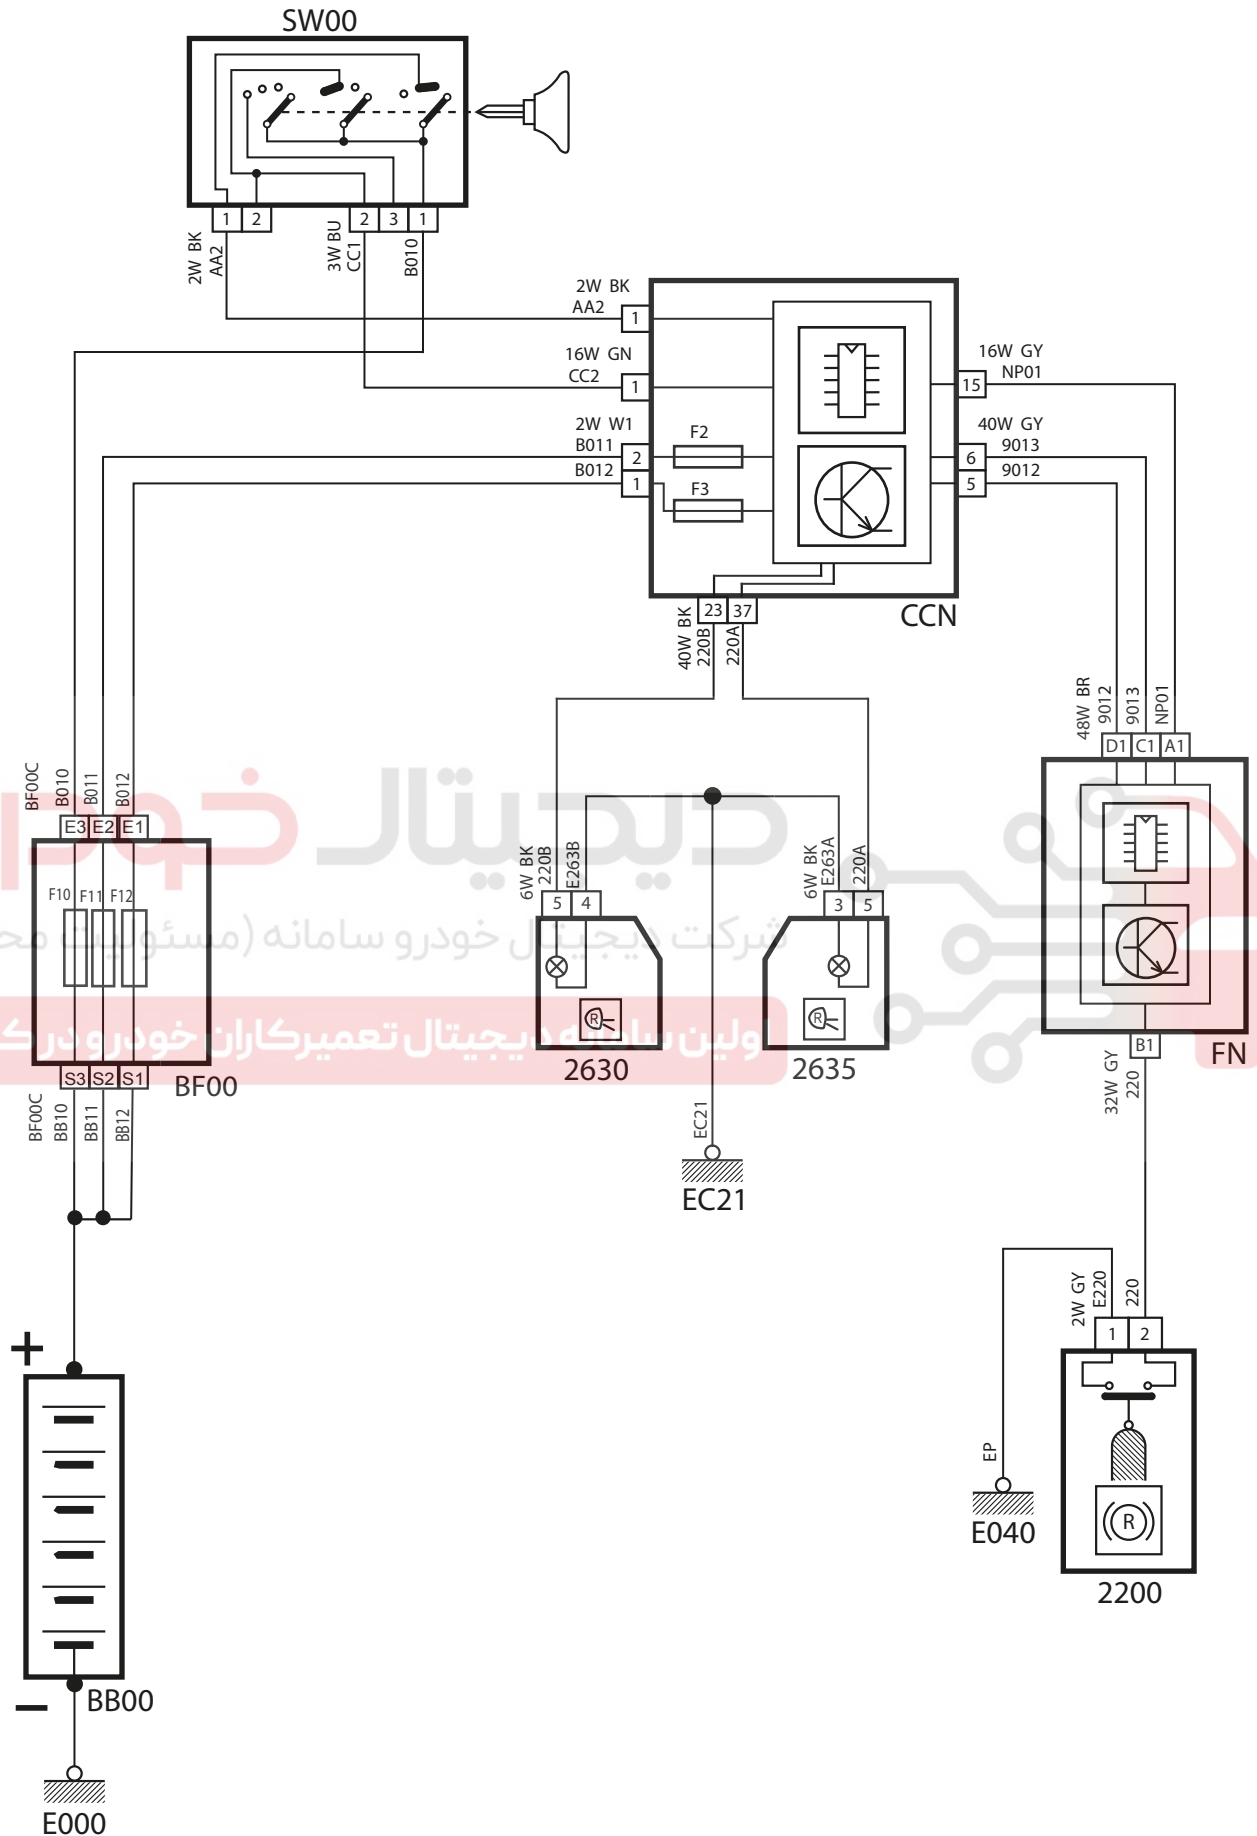 SW00
1 2 2 3 1
2W BK
AA2
3W BU
CC1
B010
2W BK
AA2
1
16W GN
CC2
1
2W W1
B011
2
B012
1
F2
F3
16W GY
NP01
15
40W GY
9013
6
9012
5
CCN
23 37
40W BK
220B
220A
48W BR
9012
9013
NP01
D1 C1 A1
FN
B1
32W GY
220
BF00C
B010
B011
B012
E3 E2 E1
F10 F11 F12
S3 S2 S1
BF00
BF00C
BB10
BB11
BB12
دیجیتال خودرو
شرکت دیجیتال خودرو سامانه (مسئولیت
اولین سامانه دیجیتال تعمیرکاران خودرو در
6W BK
220B
E263B
5 4
R
2630
6W BK
E263A
220A
3 5
R
2635
EC21
EC21
2W GY
E220
220
1 2
R
2200
EP
E040
+
−
BB00
E000